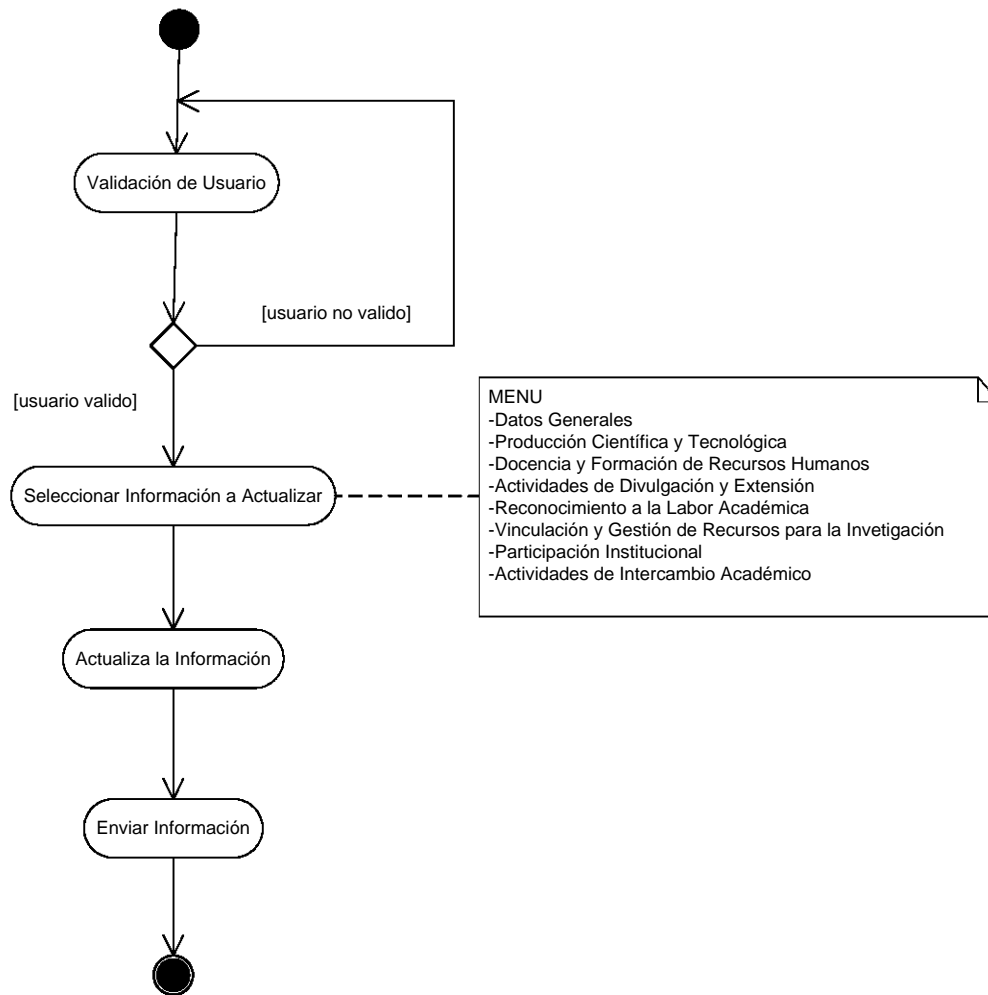 Validación de Usuario
[usuario no valido]
[usuario valido]
MENU
-Datos Generales
-Producción Científica y Tecnológica
-Docencia y Formación de Recursos Humanos
-Actividades de Divulgación y Extensión
-Reconocimiento a la Labor Académica
-Vinculación y Gestión de Recursos para la Invetigación
-Participación Institucional
-Actividades de Intercambio Académico
Seleccionar Información a Actualizar
Actualiza la Información
Enviar Información